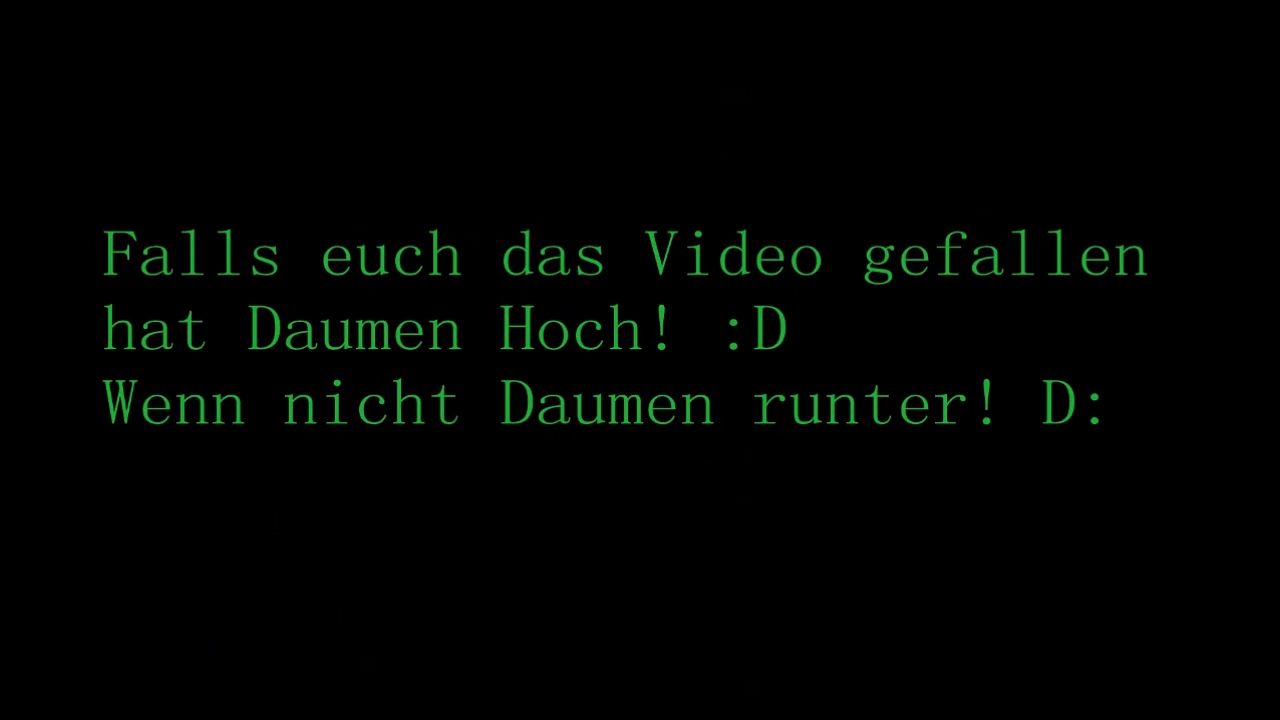 Falls euch das Video gefallen
hat Daumen Hoch! :D
Wenn nicht Daumen runter! D: